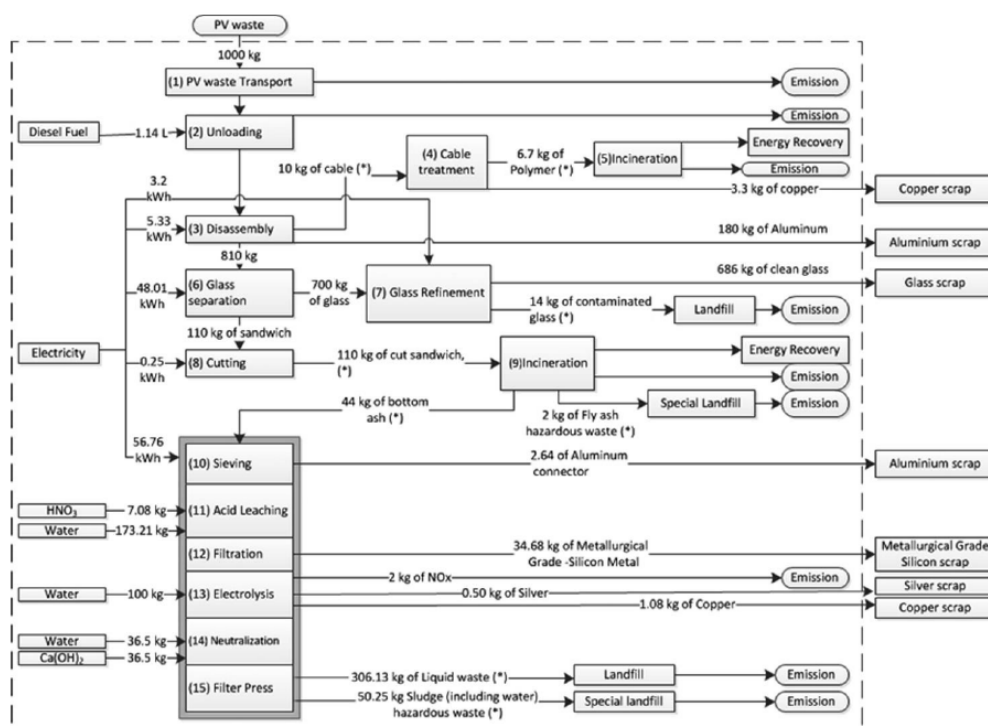 PV waste
1000 kg
(1) PV waste Transport
Emission
Diesel Fuel
1.14 L
(2) Unloading
Emission
(4) Cable
treatment
6.7 kg of
Polymer (*)
(5)Incineration
Energy Recovery
Emission
10 kg of cable (*)
3.3 kg of copper
Copper scrap
3.2
kWh
5.33
kWh
(3) Disassembly
180 kg of Aluminum
Aluminium scrap
810 kg
48.01
kWh
(6) Glass
separation
700 kg
of glass
(7) Glass Refinement
686 kg of clean glass
Glass scrap
14 kg of contaminated
glass (*)
Landfill
Emission
110 kg of sandwich
Electricity
0.25
kWh
(8) Cutting
110 kg of cut sandwich,
(*)
(9)Incineration
Energy Recovery
Emission
44 kg of bottom
ash (*)
2 kg of Fly ash
hazardous waste (*)
Special Landfill
Emission
56.76
kWh
(10) Sieving
2.64 of Aluminum
connector
Aluminium scrap
HNO₃
7.08 kg
Water
173.21 kg
(11) Acid Leaching
(12) Filtration
34.68 kg of Metallurgical
Grade -Silicon Metal
Metallurgical Grade
Silicon scrap
2 kg of NOx
Emission
Water
100 kg
(13) Electrolysis
0.50 kg of Silver
Silver scrap
1.08 kg of Copper
Copper scrap
Water
36.5 kg
Ca(OH)₂
36.5 kg
(14) Neutralization
(15) Filter Press
306.13 kg of Liquid waste (*)
Landfill
Emission
50.25 kg Sludge (including water)
hazardous waste (*)
Special landfill
Emission